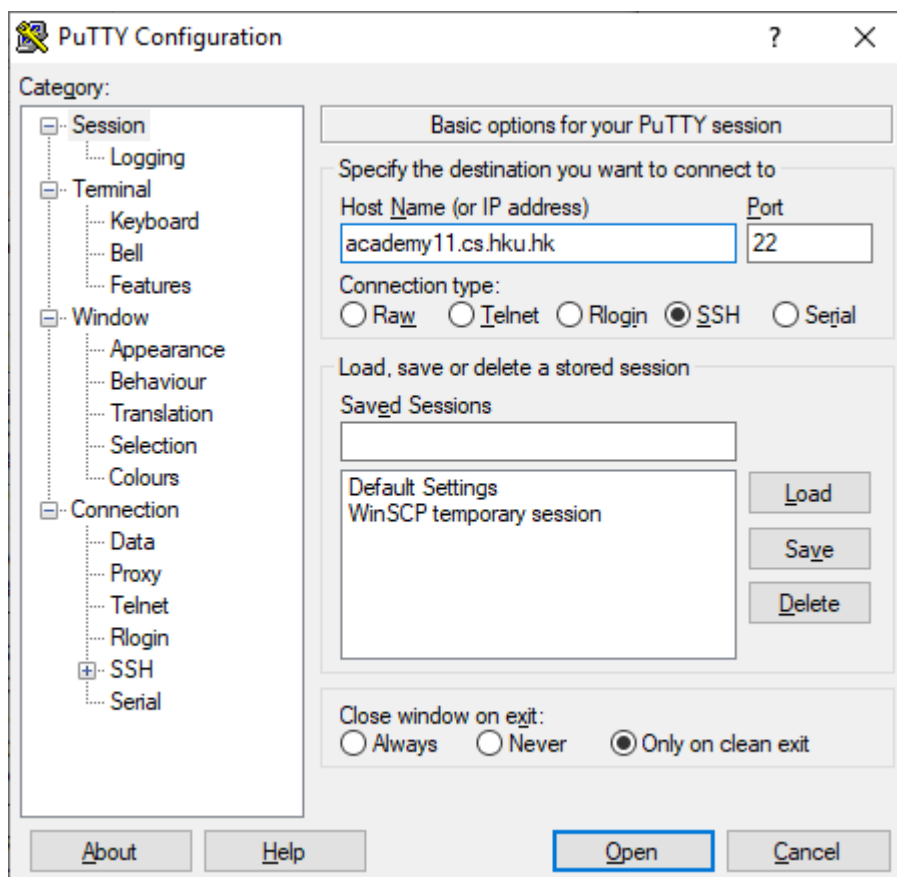 PuTTY Configuration
?
Category:
Session
Logging
Terminal
Keyboard
Bell
Features
Window
Appearance
Behaviour
Translation
Selection
Colours
Connection
Data
Proxy
Telnet
Rlogin
SSH
Serial
Basic options for your PuTTY session
Specify the destination you want to connect to
Host Name (or IP address) Port
academy11.cs.hku.hk 22
Connection type:
Raw Telnet Rlogin SSH Serial
Load, save or delete a stored session
Saved Sessions
Default Settings
WinSCP temporary session
Load
Save
Delete
Close window on exit:
Always Never Only on clean exit
About Help Open Cancel